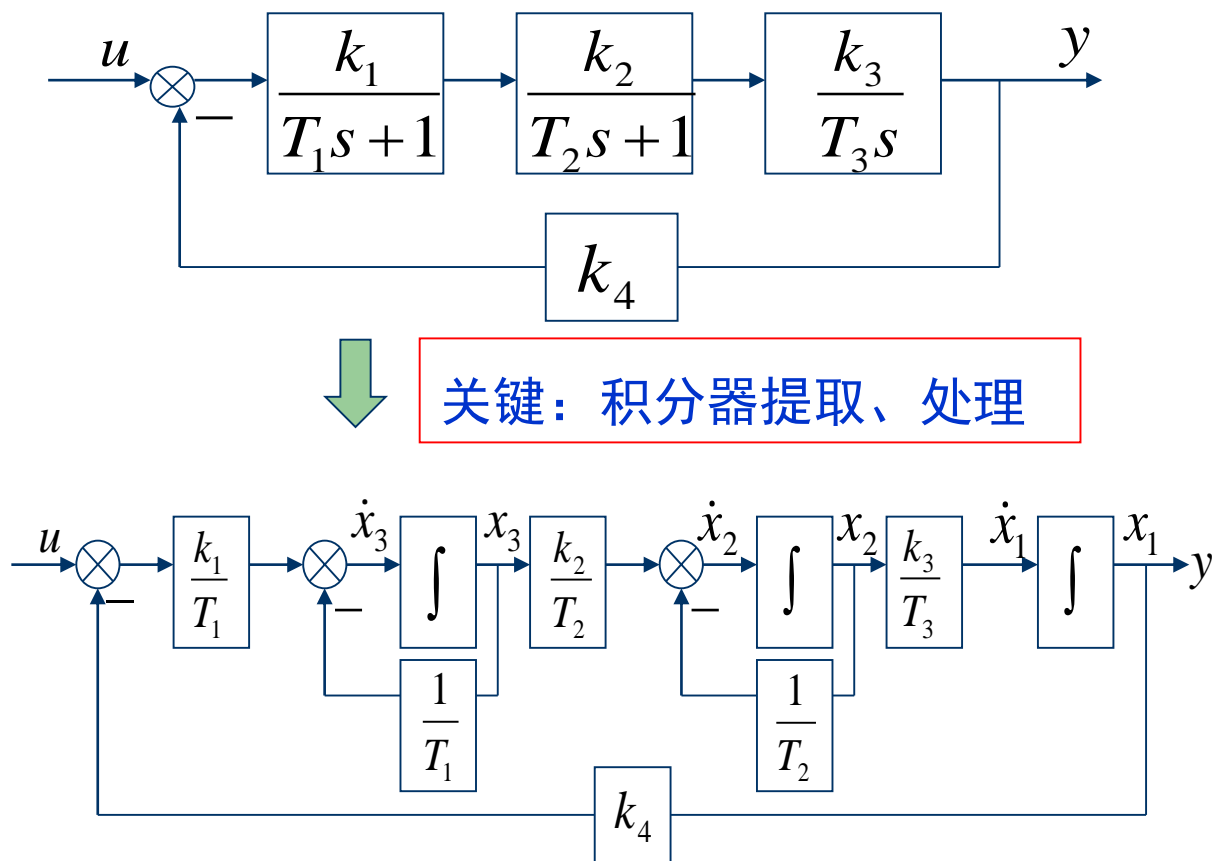 u k₁/(T₁s+1) k₂/(T₂s+1) k₃/(T₃s) y
−
k₄
关键：积分器提取、处理
u k₁/T₁ ẋ₃ ∫ x₃ k₂/T₂ ẋ₂ ∫ x₂ k₃/T₃ ẋ₁ ∫ x₁ y
− − −
1/T₁ 1/T₂
k₄